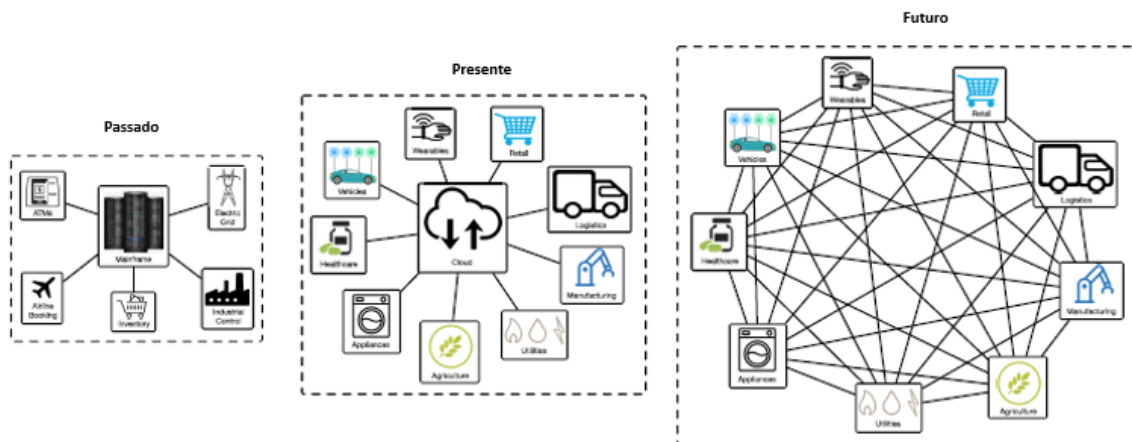 Passado
ATMs
Mainframe
Electric
Grid
Airline
Booking
Inventory
Industrial
Control
Presente
Wearables
Retail
Vehicles
Logistics
Healthcare
Cloud
Manufacturing
Appliances
Agriculture
Utilities
Futuro
Wearables
Retail
Vehicles
Logistics
Healthcare
Manufacturing
Appliances
Agriculture
Utilities